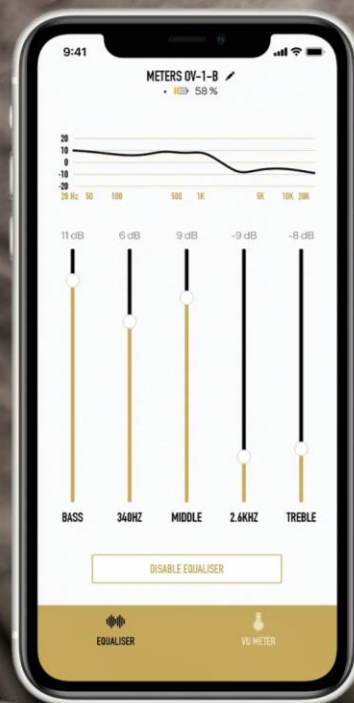 9:41
METERS OV-1-B
• 58%
20
10
0
-10
-20
20 Hz 50 100 500 1K 5K 10K 20K
11 dB 6 dB 9 dB -9 dB -8 dB
BASS 340HZ MIDDLE 2.6KHZ TREBLE
DISABLE EQUALISER
EQUALISER VU METER